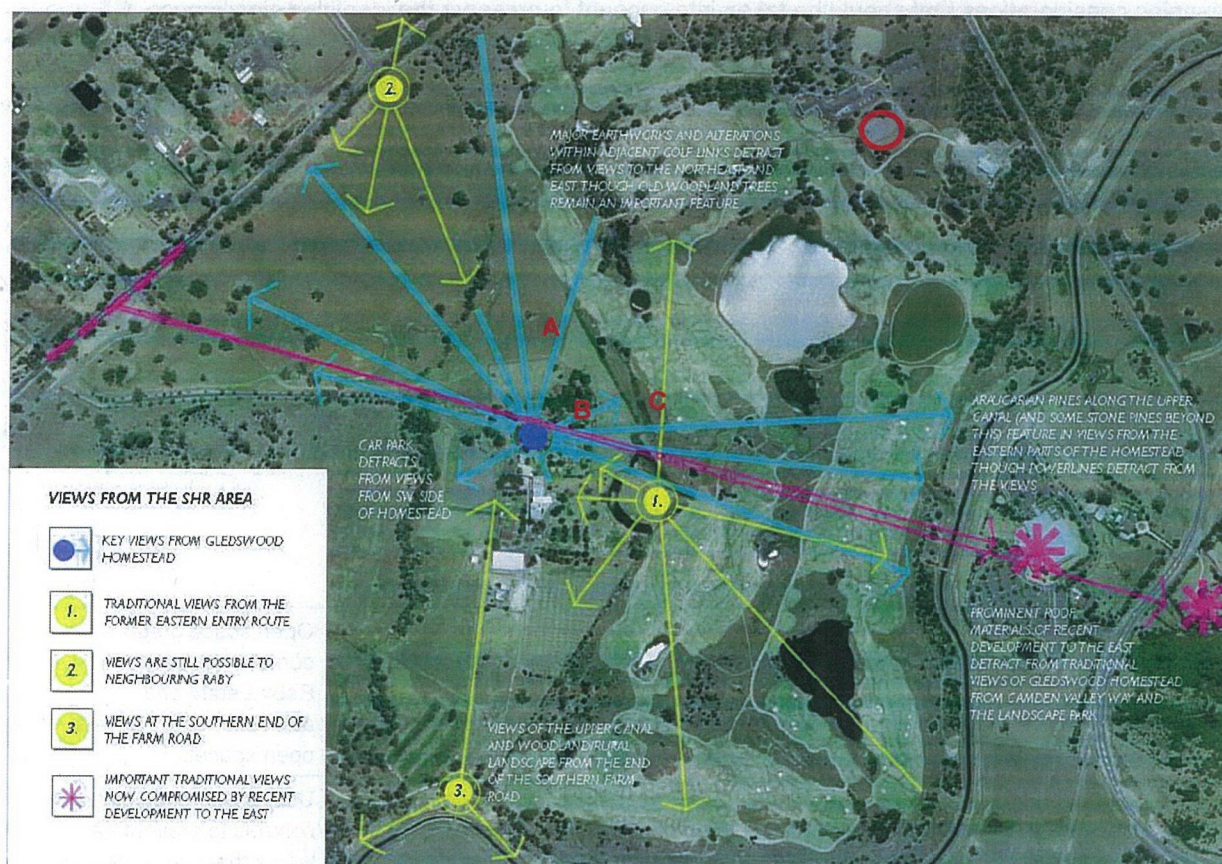 2.
MAJOR EARTHWORKS AND ALTERATIONS
WITHIN ADJACENT GOLF LINKS DETRACT
FROM VIEWS TO THE NORTHEAST AND
EAST THOUGH OLD WOODLAND TREES
REMAIN AN IMPORTANT FEATURE
A
B
C
CAR PARK
DETRACTS
FROM VIEWS
FROM SW SIDE
OF HOMESTEAD
ARAUCARIAN PINES ALONG THE UPPER
CANAL (AND SOME STONE PINES BEYOND
THIS) FEATURE IN VIEWS FROM THE
EASTERN PARTS OF THE HOMESTEAD
THOUGH POWERLINES DETRACT FROM
THE VIEWS
1.
PROMINENT ROOF
MATERIALS OF RECENT
DEVELOPMENT TO THE EAST
DETRACT FROM TRADITIONAL
VIEWS OF GLEDSWOOD HOMESTEAD
FROM CAMDEN VALLEY WAY AND
THE LANDSCAPE PARK
VIEWS OF THE UPPER CANAL
AND WOODLAND/RURAL
LANDSCAPE FROM THE END
OF THE SOUTHERN FARM
ROAD
3.
VIEWS FROM THE SHR AREA
KEY VIEWS FROM GLEDSWOOD
HOMESTEAD
1.
TRADITIONAL VIEWS FROM THE
FORMER EASTERN ENTRY ROUTE
2.
VIEWS ARE STILL POSSIBLE TO
NEIGHBOURING RABY
3.
VIEWS AT THE SOUTHERN END OF
THE FARM ROAD
IMPORTANT TRADITIONAL VIEWS
NOW COMPROMISED BY RECENT
DEVELOPMENT TO THE EAST